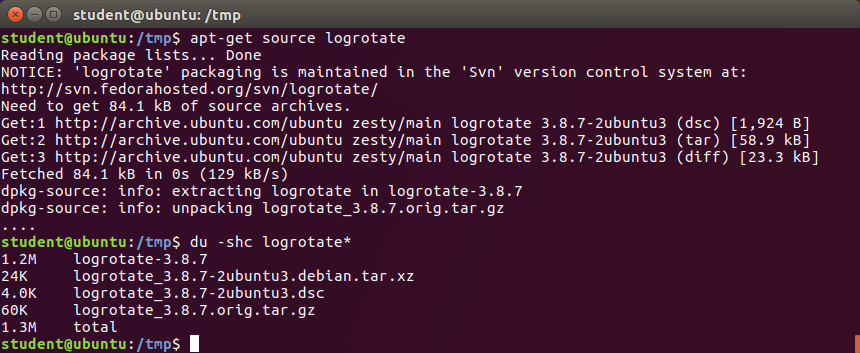 student@ubuntu: /tmp
student@ubuntu:/tmp$ apt-get source logrotate
Reading package lists... Done
NOTICE: 'logrotate' packaging is maintained in the 'Svn' version control system at:
http://svn.fedorahosted.org/svn/logrotate/
Need to get 84.1 kB of source archives.
Get:1 http://archive.ubuntu.com/ubuntu zesty/main logrotate 3.8.7-2ubuntu3 (dsc) [1,924 B]
Get:2 http://archive.ubuntu.com/ubuntu zesty/main logrotate 3.8.7-2ubuntu3 (tar) [58.9 kB]
Get:3 http://archive.ubuntu.com/ubuntu zesty/main logrotate 3.8.7-2ubuntu3 (diff) [23.3 kB]
Fetched 84.1 kB in 0s (129 kB/s)
dpkg-source: info: extracting logrotate in logrotate-3.8.7
dpkg-source: info: unpacking logrotate_3.8.7.orig.tar.gz
....
student@ubuntu:/tmp$ du -shc logrotate*
1.2M    logrotate-3.8.7
24K     logrotate_3.8.7-2ubuntu3.debian.tar.xz
4.0K    logrotate_3.8.7-2ubuntu3.dsc
60K     logrotate_3.8.7.orig.tar.gz
1.3M    total
student@ubuntu:/tmp$